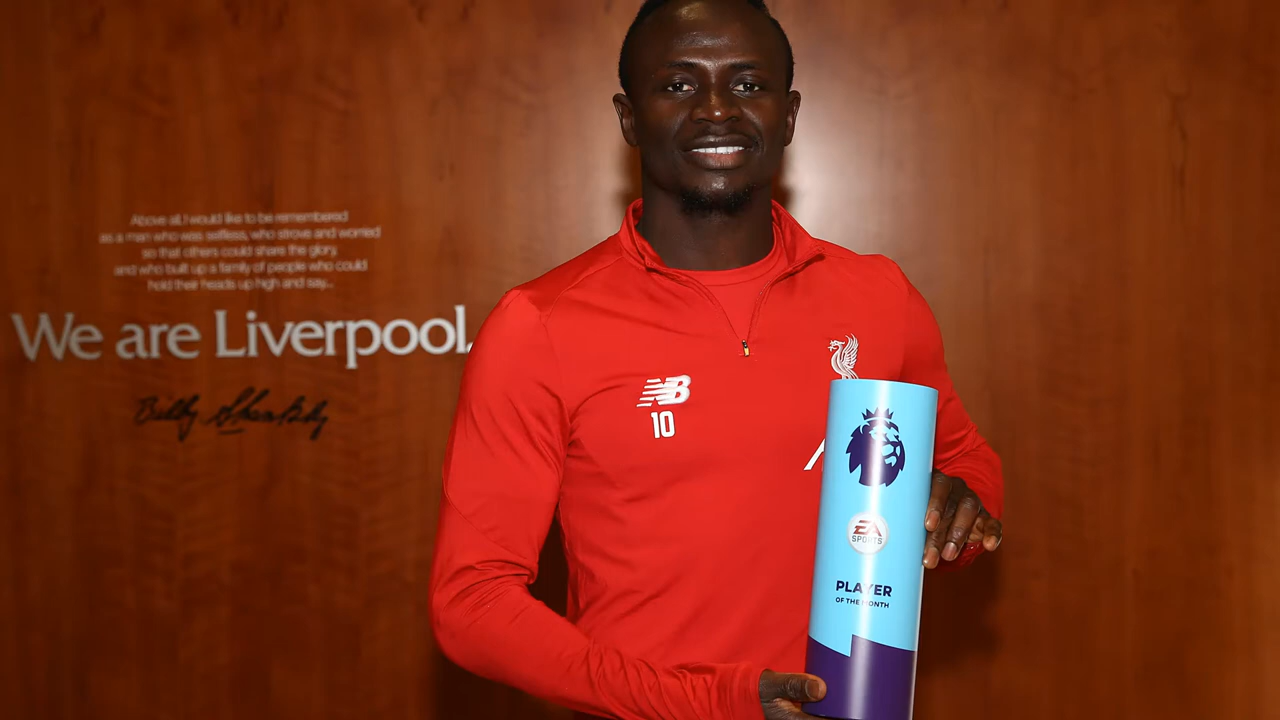 Above all, I would like to be remembered
as a man who was selfless, who strove and worried
so that others could share the glory,
and who built up a family of people who could
hold their heads up high and say...
We are Liverpool.
Billy Shankly
NB
10
EA
SPORTS
PLAYER
OF THE MONTH